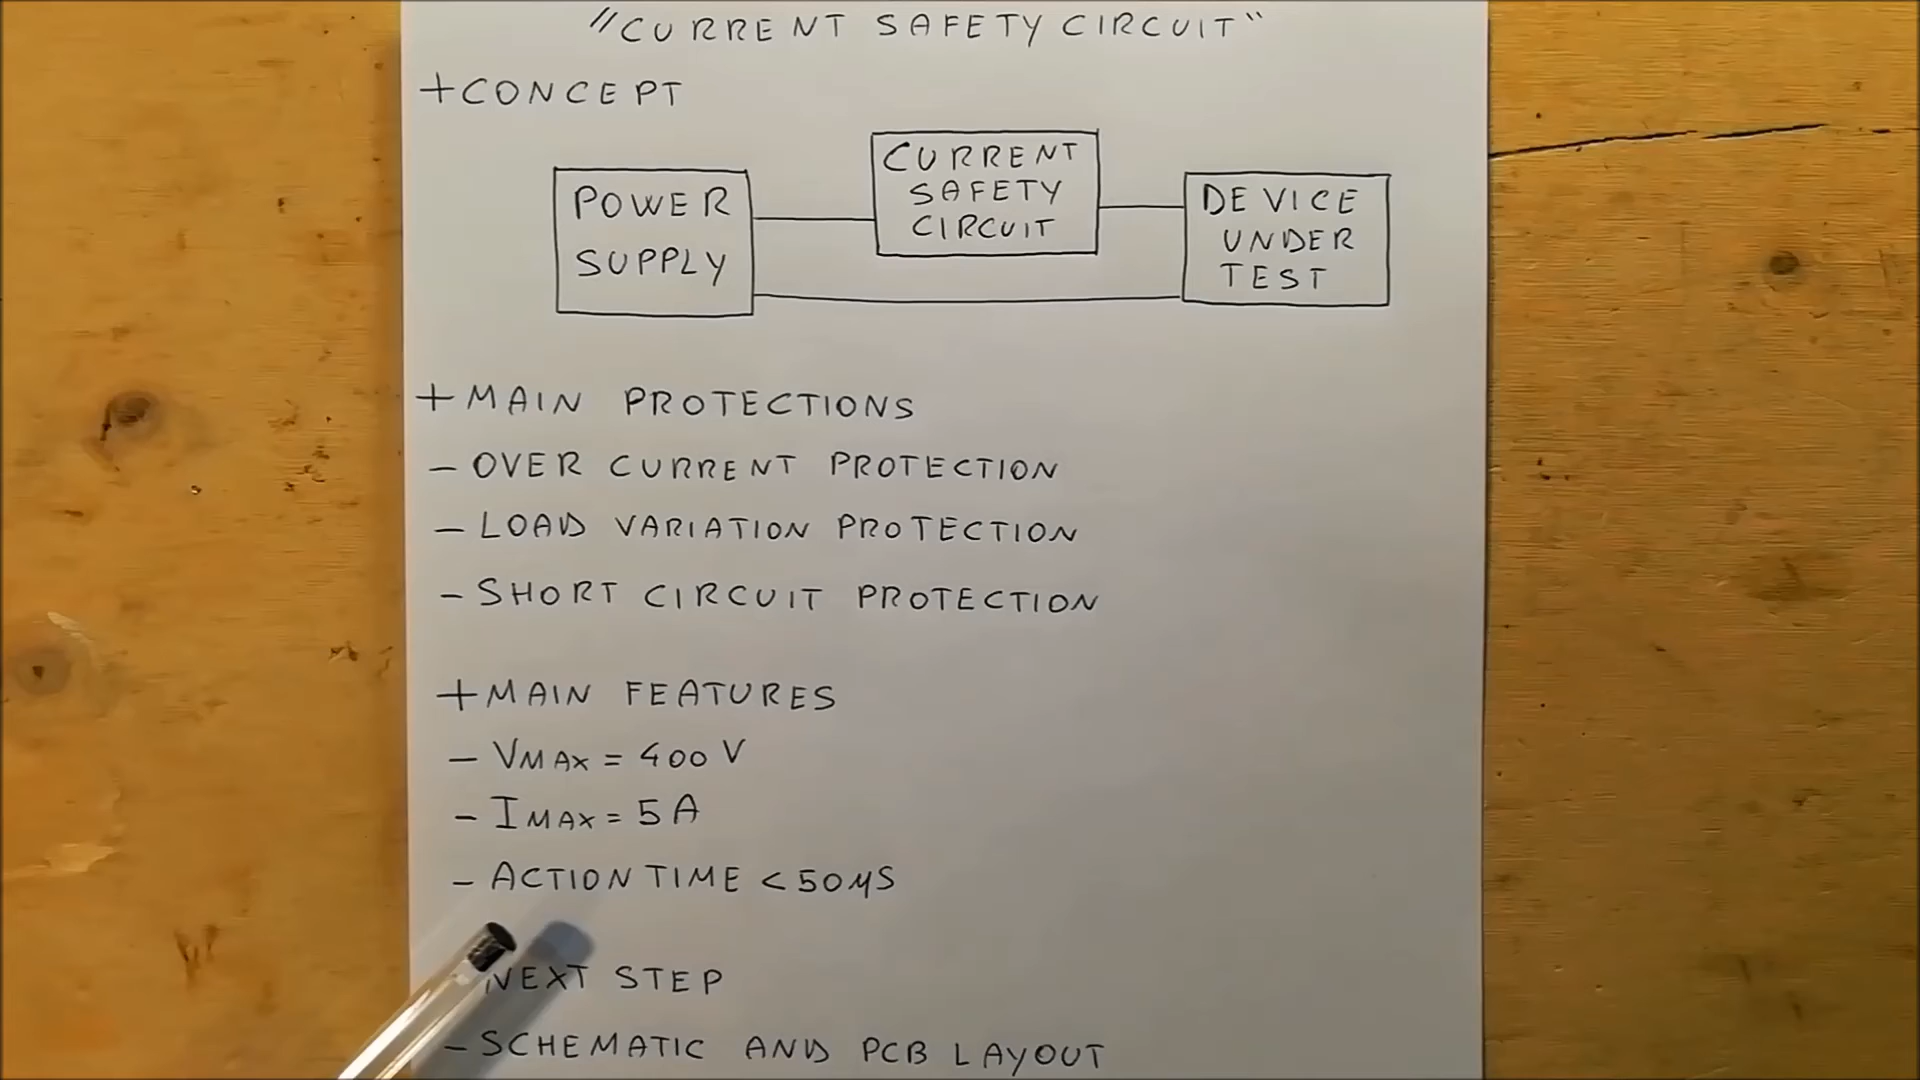 "CURRENT SAFETY CIRCUIT"
+CONCEPT
POWER
SUPPLY
CURRENT
SAFETY
CIRCUIT
DEVICE
UNDER
TEST
+MAIN PROTECTIONS
- OVER CURRENT PROTECTION
- LOAD VARIATION PROTECTION
- SHORT CIRCUIT PROTECTION
+MAIN FEATURES
- VMAX = 400 V
- IMAX = 5 A
- ACTION TIME < 50μS
NEXT STEP
- SCHEMATIC AND PCB LAYOUT